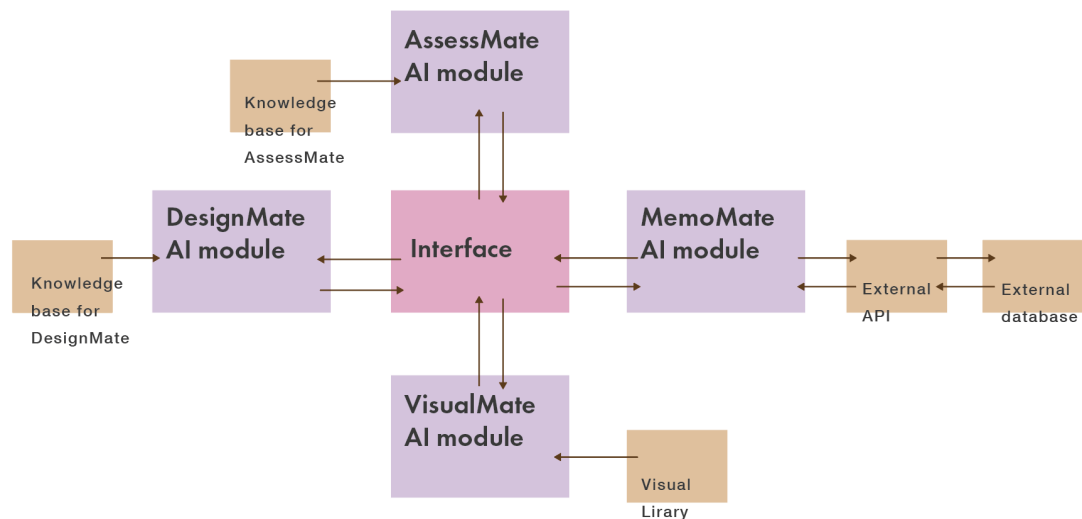 AssessMate
AI module
Knowledge
base for
AssessMate
DesignMate
AI module
Interface
MemoMate
AI module
Knowledge
base for
DesignMate
External
API
External
database
VisualMate
AI module
Visual
Lirary